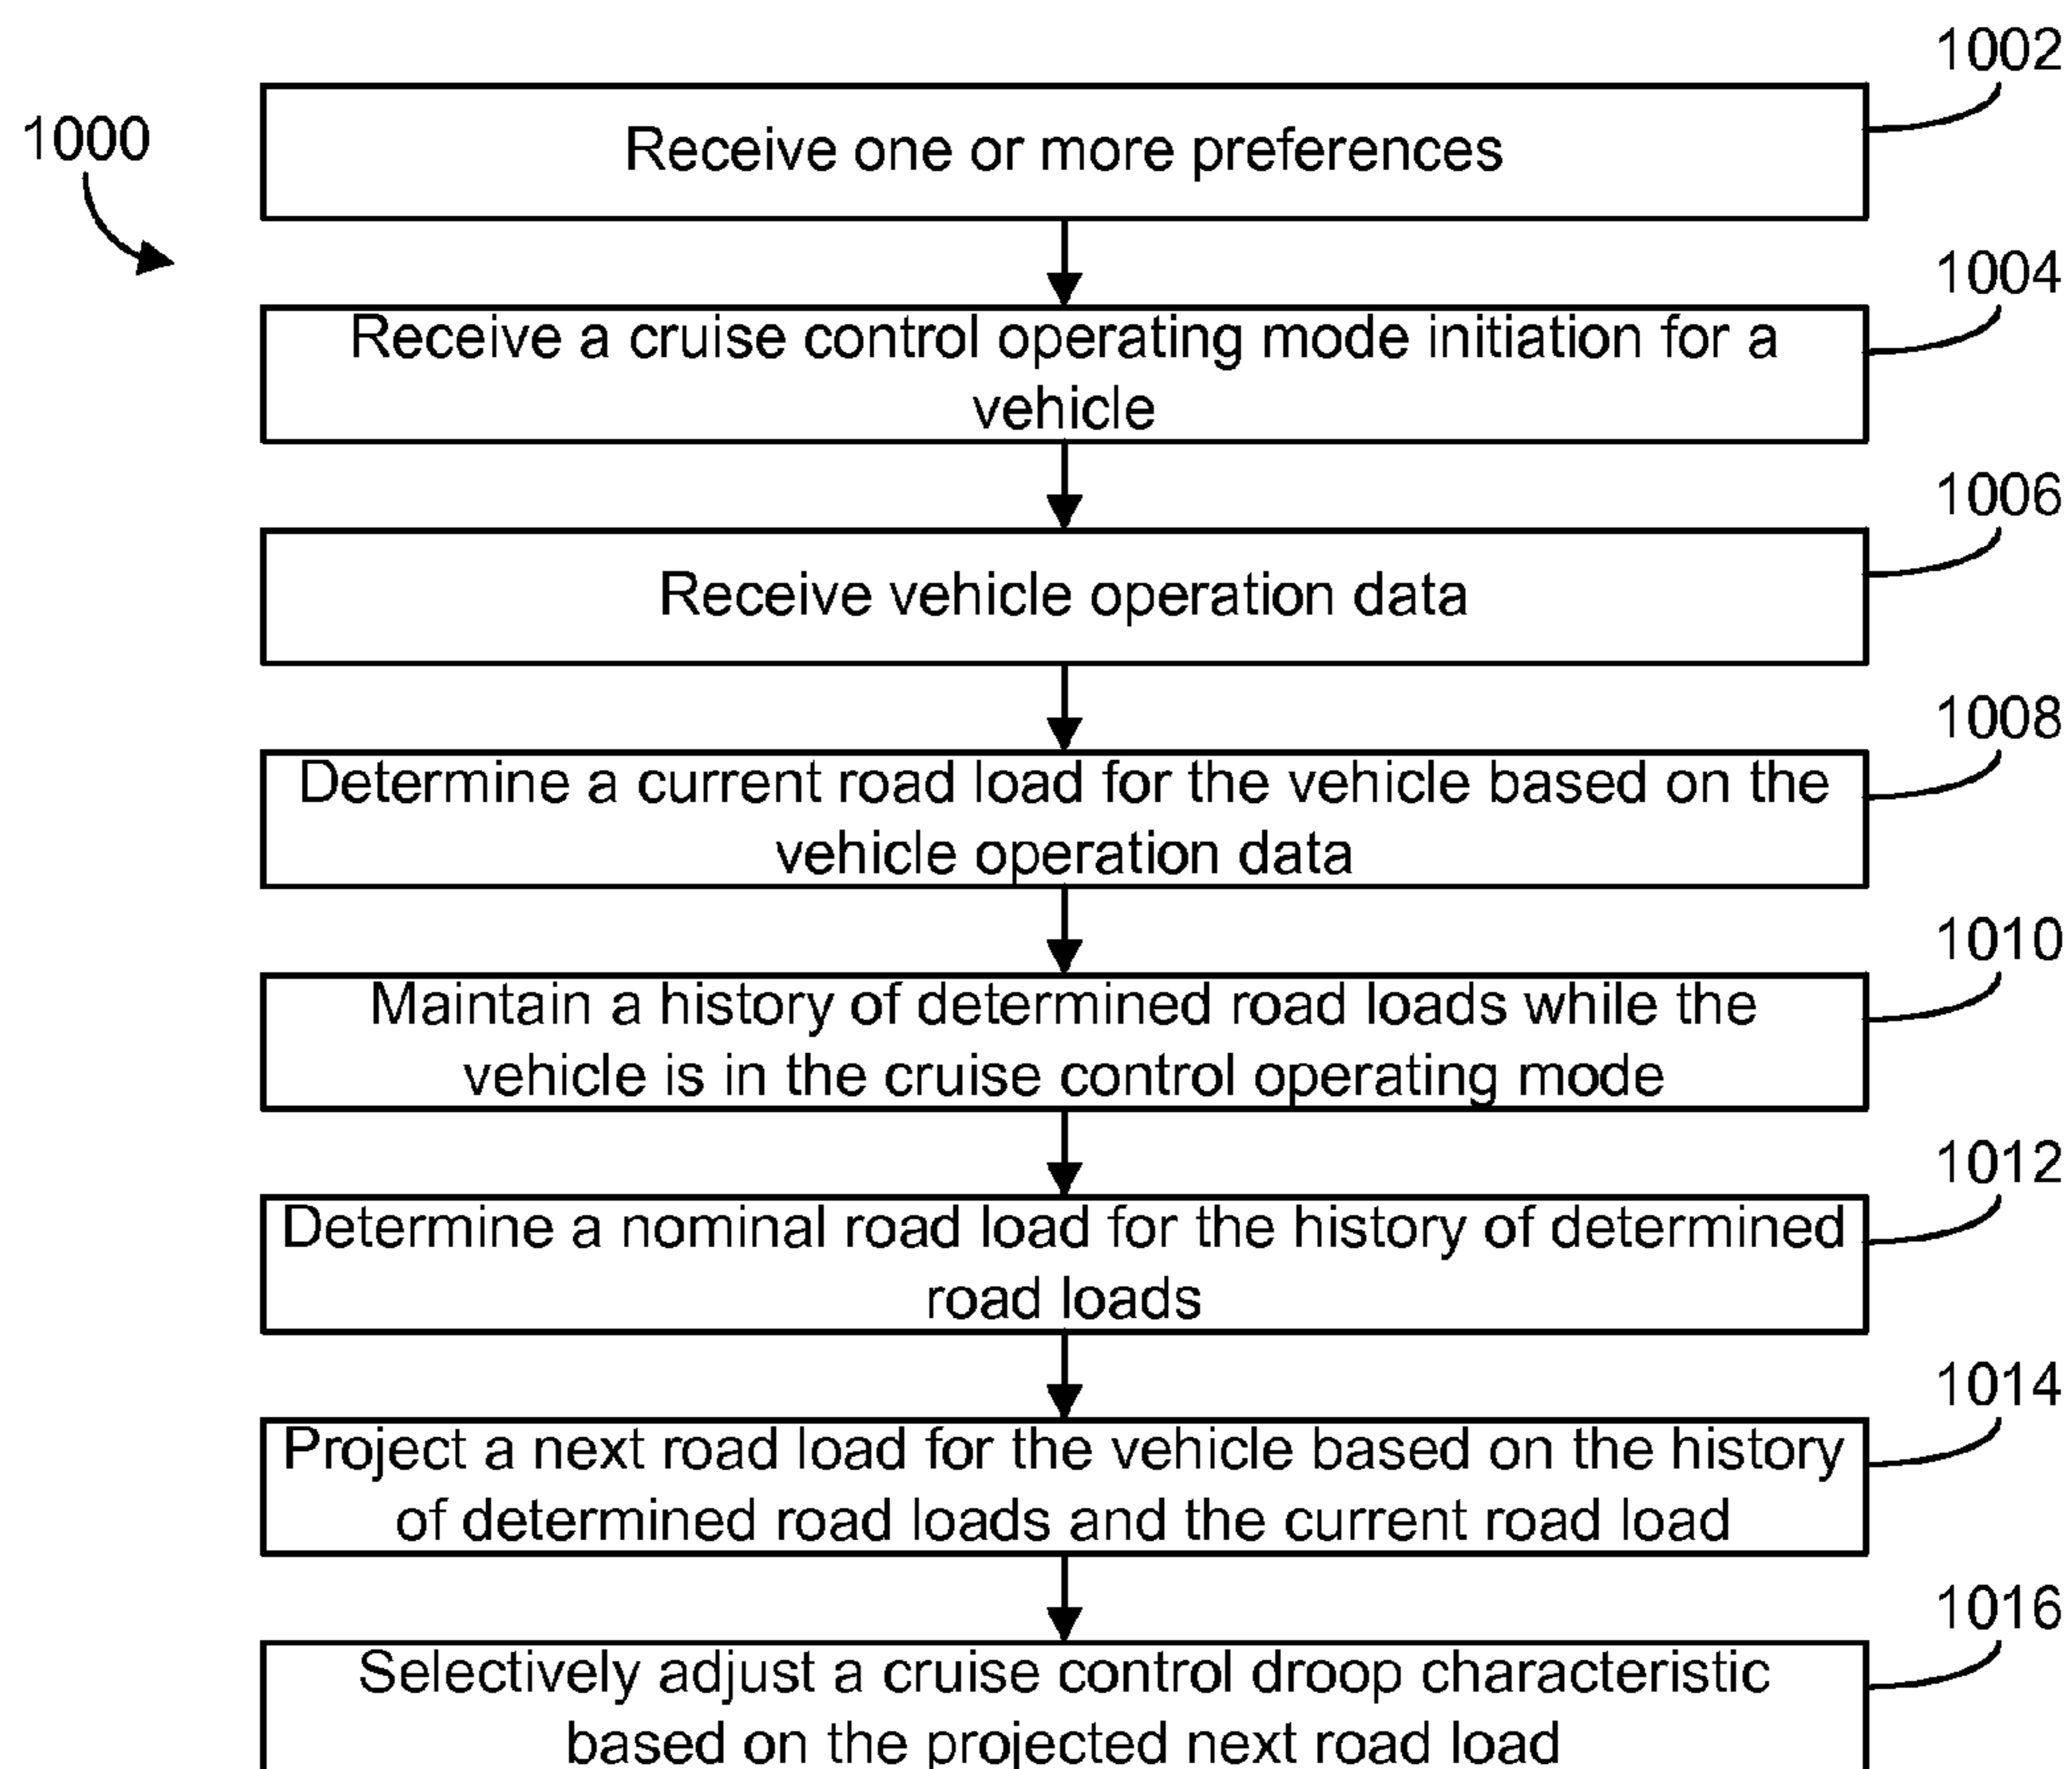 1002
1000
Receive one or more preferences
1004
Receive a cruise control operating mode initiation for a
vehicle
1006
Receive vehicle operation data
1008
Determine a current road load for the vehicle based on the
vehicle operation data
1010
Maintain a history of determined road loads while the
vehicle is in the cruise control operating mode
1012
Determine a nominal road load for the history of determined
road loads
1014
Project a next road load for the vehicle based on the history
of determined road loads and the current road load
1016
Selectively adjust a cruise control droop characteristic
based on the projected next road load